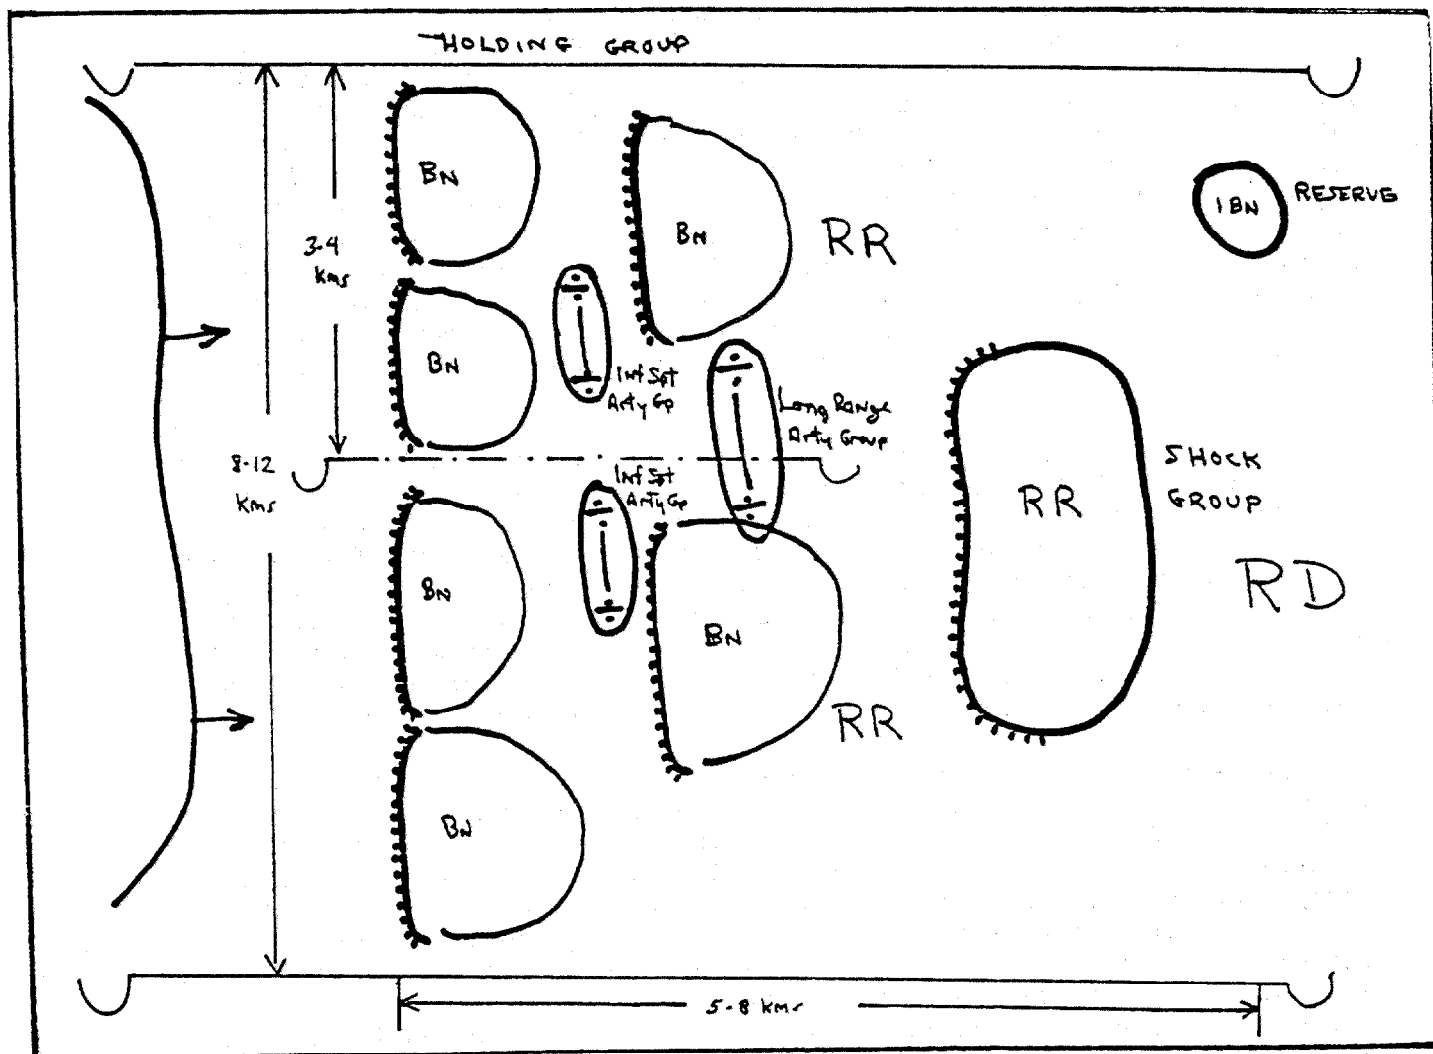 HOLDING GROUP
BN
BN
RR
1 BN
RESERVE
3-4
Kms
BN
Inf Spt
Arty Gp
Long Range
Arty Group
8-12
Kms
Inf Spt
Arty Gp
SHOCK
GROUP
RR
RD
BN
BN
RR
BN
5-8 kms